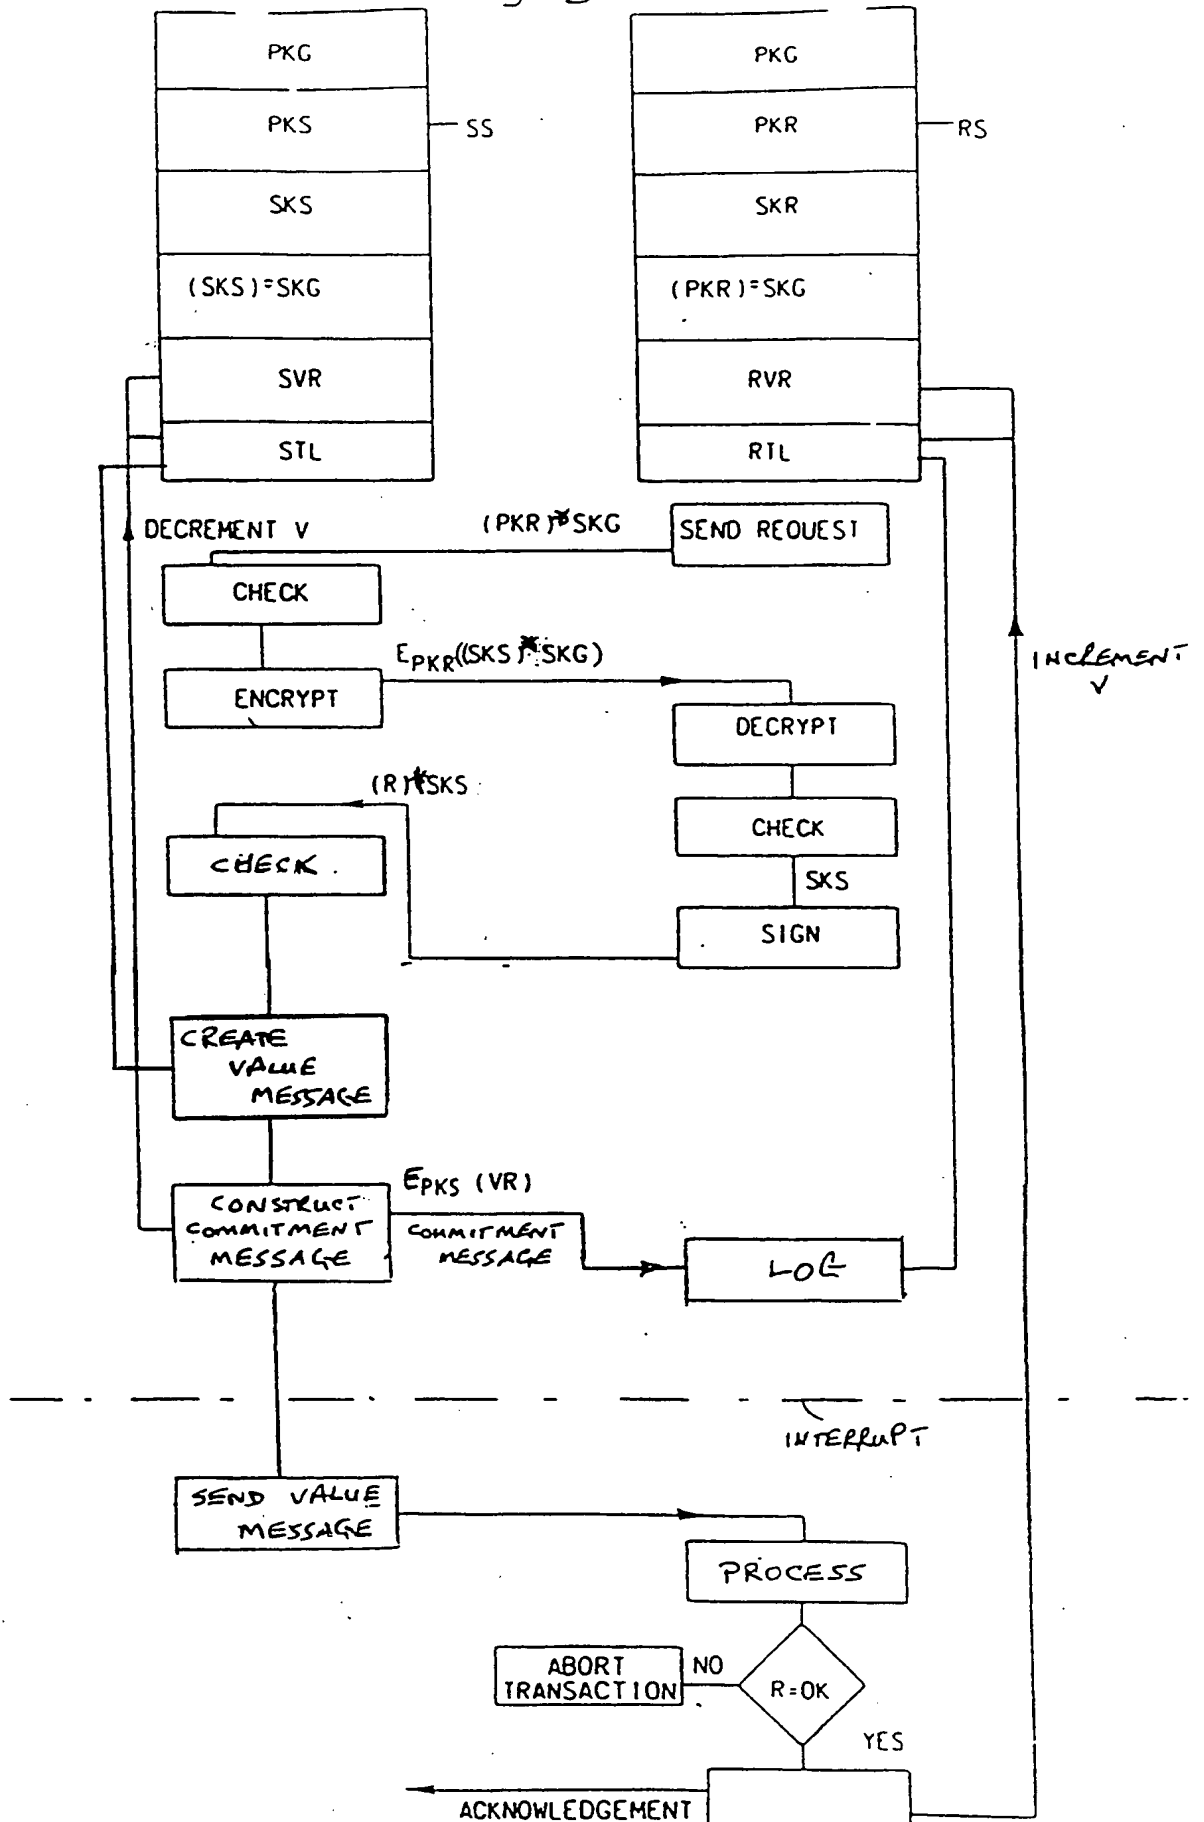 PKG
PKS
SS
SKS
(SKS)=SKG
SVR
STL
PKG
PKR
RS
SKR
(PKR)=SKG
RVR
RTL
DECREMENT V
(PKR)*SKG
SEND REQUEST
CHECK
EPKR((SKS)*SKG)
ENCRYPT
INCREMENT
V
DECRYPT
(R)*SKS
CHECK
CHECK
SKS
SIGN
CREATE
VALUE
MESSAGE
EPKS (VR)
CONSTRUCT
COMMITMENT
MESSAGE
COMMITMENT
MESSAGE
LOG
INTERRUPT
SEND VALUE
MESSAGE
PROCESS
ABORT
TRANSACTION
NO
R=OK
YES
ACKNOWLEDGEMENT